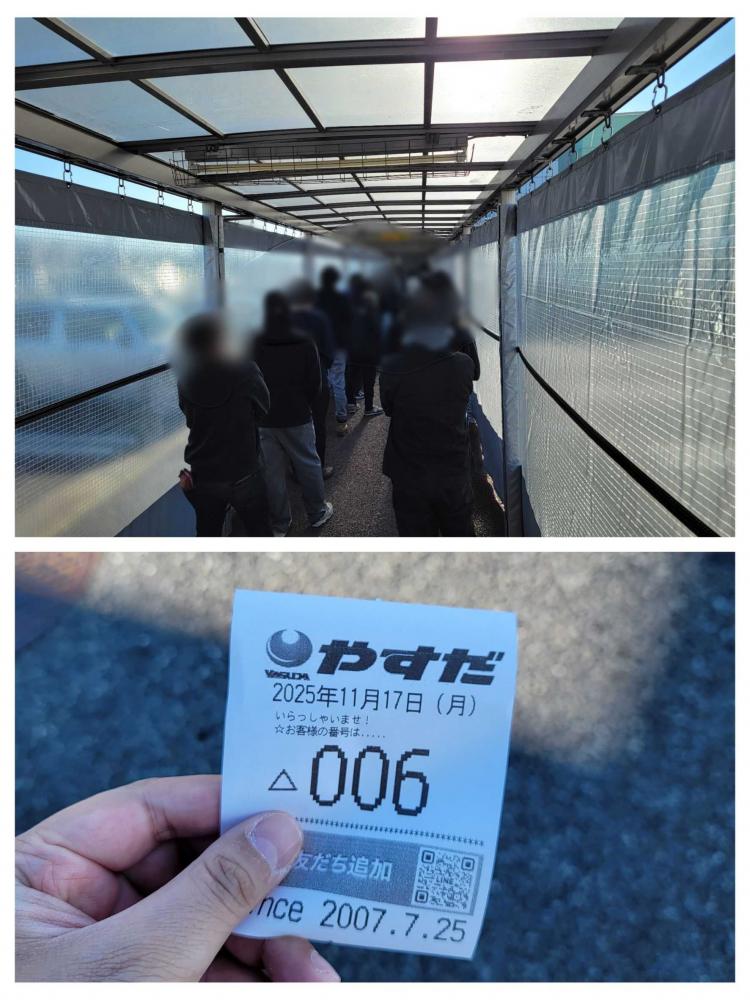 やすだ
YASUDA
2025年11月17日（月）
いらっしゃいませ！
☆お客様の番号は.....
△006
友だち追加
LINE
nce 2007.7.25